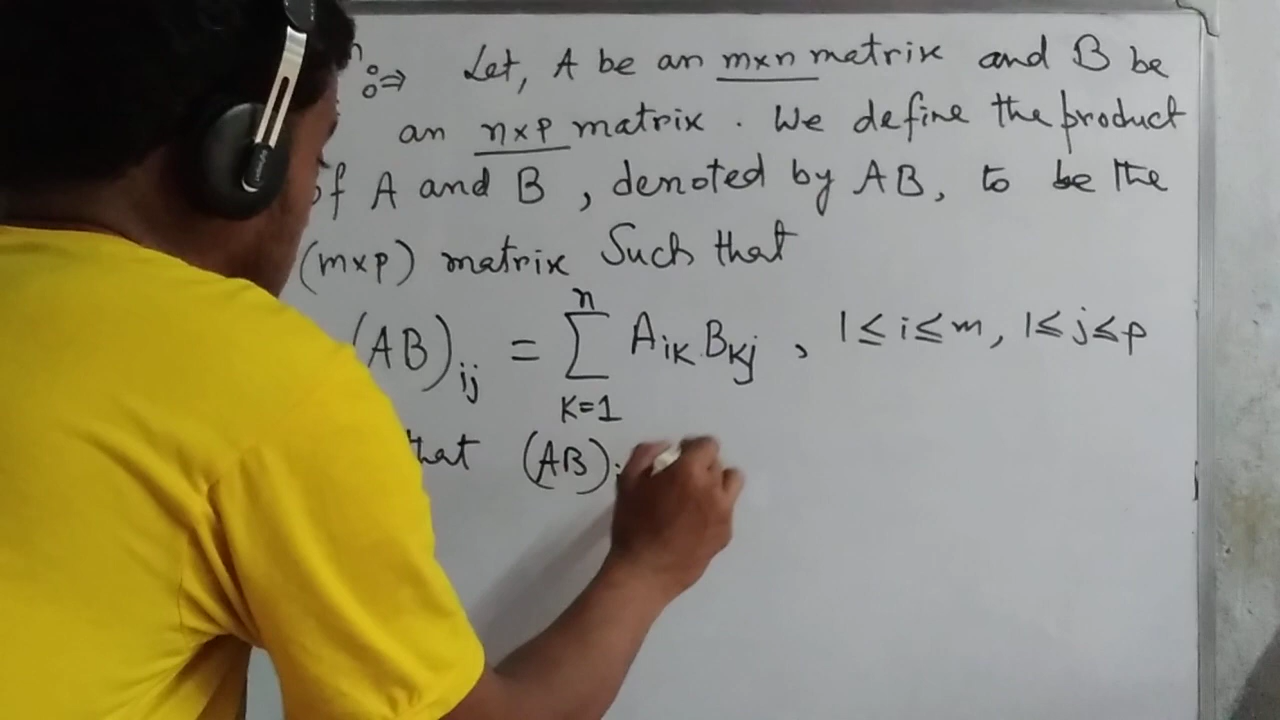 n :⇒ Let, A be an m×n matrix and B be
an n×p matrix. We define the product
of A and B, denoted by AB, to be the
(m×p) matrix Such that
(AB)ij = ∑_{K=1}^{n} AiK BKj , 1≤i≤m, 1≤j≤p
that (AB)i